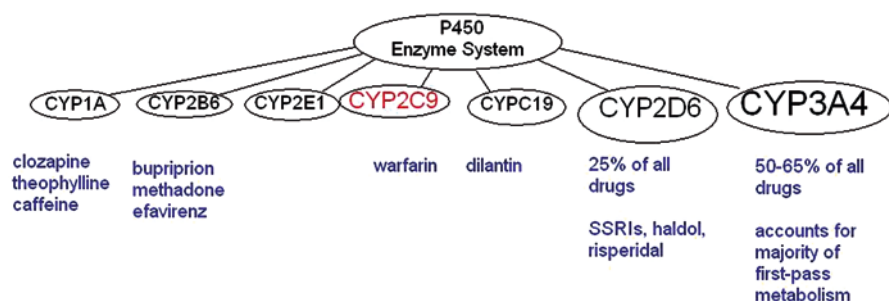 P450
Enzyme System
CYP1A
CYP2B6
CYP2E1
CYP2C9
CYPC19
CYP2D6
CYP3A4
clozapine
theophylline
caffeine
bupriprion
methadone
efavirenz
warfarin
dilantin
25% of all
drugs
SSRIs, haldol,
risperidal
50-65% of all
drugs
accounts for
majority of
first-pass
metabolism